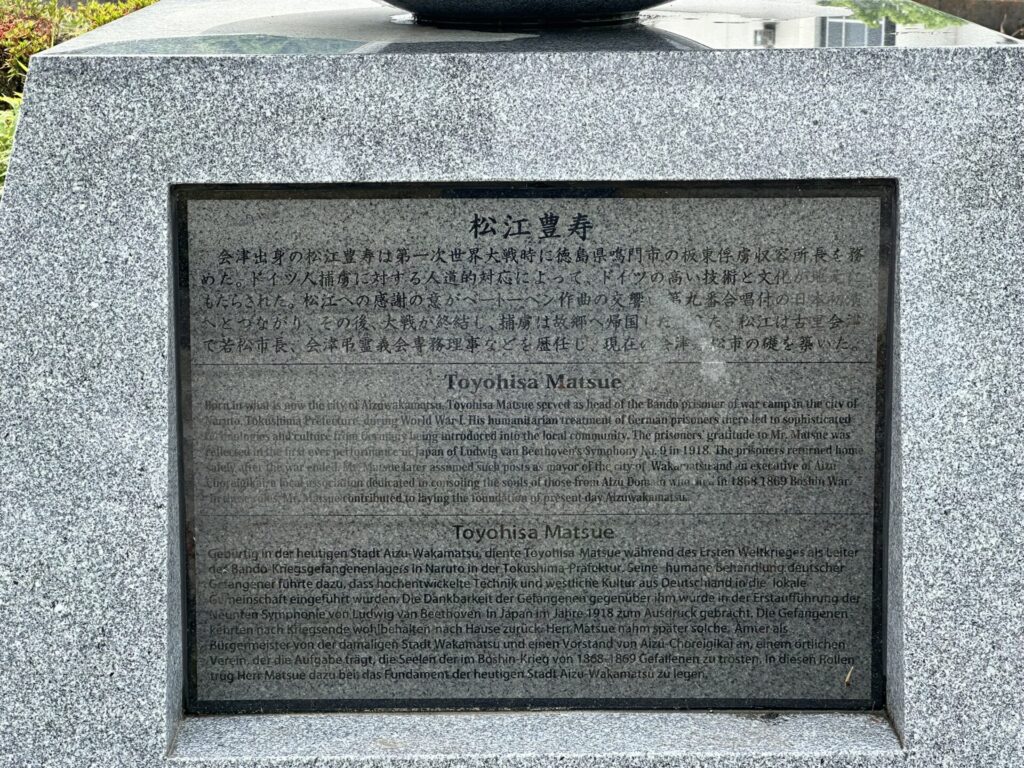 松江豊寿
会津出身の松江豊寿は第一次世界大戦時に徳島県鳴門市の板東俘虜収容所長を務
めた。ドイツ人捕虜に対する人道的対応によって、ドイツの高い技術と文化が地元に
もたらされた。松江への感謝の意がベートーベン作曲の交響 第九番合唱付の日本初演
へとつながり、その後、大戦が終結し、捕虜は故郷へ帰国した。 松江は古里会津
で若松市長、会津弔霊義会専務理事などを歴任し、現在 会津 松市の礎を築いた。
Toyohisa Matsue
Born in what is now the city of Aizuwakamatsu, Toyohisa Matsue served as head of the Bando prisoner of war camp in the city of
Naruto, Tokushima Prefecture, during World War I. His humanitarian treatment of German prisoners there led to sophisticated
technologies and culture from Germany being introduced into the local community. The prisoners' gratitude to Mr. Matsue was
reflected in the first ever performance in Japan of Ludwig van Beethoven's Symphony No. 9 in 1918. The prisoners returned home
safely after the war ended. Mr. Matsue later assumed such posts as mayor of the city of Wakamatsu and an executive of Aizu
Choreigikai, a local association dedicated to consoling the souls of those from Aizu Domain who died in 1868-1869 Boshin War.
In these roles, Mr. Matsue contributed to laying the foundation of present-day Aizuwakamatsu.
Toyohisa Matsue
Gebürtig in der heutigen Stadt Aizu-Wakamatsu, diente Toyohisa Matsue während des Ersten Weltkrieges als Leiter
des Bando-Kriegsgefangenenlagers in Naruto in der Tokushima-Präfektur. Seine humane Behandlung deutscher
Gefangener führte dazu, dass hochentwickelte Technik und westliche Kultur aus Deutschland in die lokale
Gemeinschaft eingeführt wurden. Die Dankbarkeit der Gefangenen gegenüber ihm wurde in der Erstaufführung der
Neunten Symphonie von Ludwig van Beethoven in Japan im Jahre 1918 zum Ausdruck gebracht. Die Gefangenen
kehrten nach Kriegsende wohlbehalten nach Hause zurück. Herr Matsue nahm später solche Ämter als
Bürgermeister von der damaligen Stadt Wakamatsu und einen Vorstand von Aizu-Choreigikai an, einem örtlichen
Verein, der die Aufgabe trägt, die Seelen der im Boshin-Krieg von 1868-1869 Gefallenen zu trösten. In diesen Rollen
trug Herr Matsue dazu bei, das Fundament der heutigen Stadt Aizu-Wakamatsu zu legen.